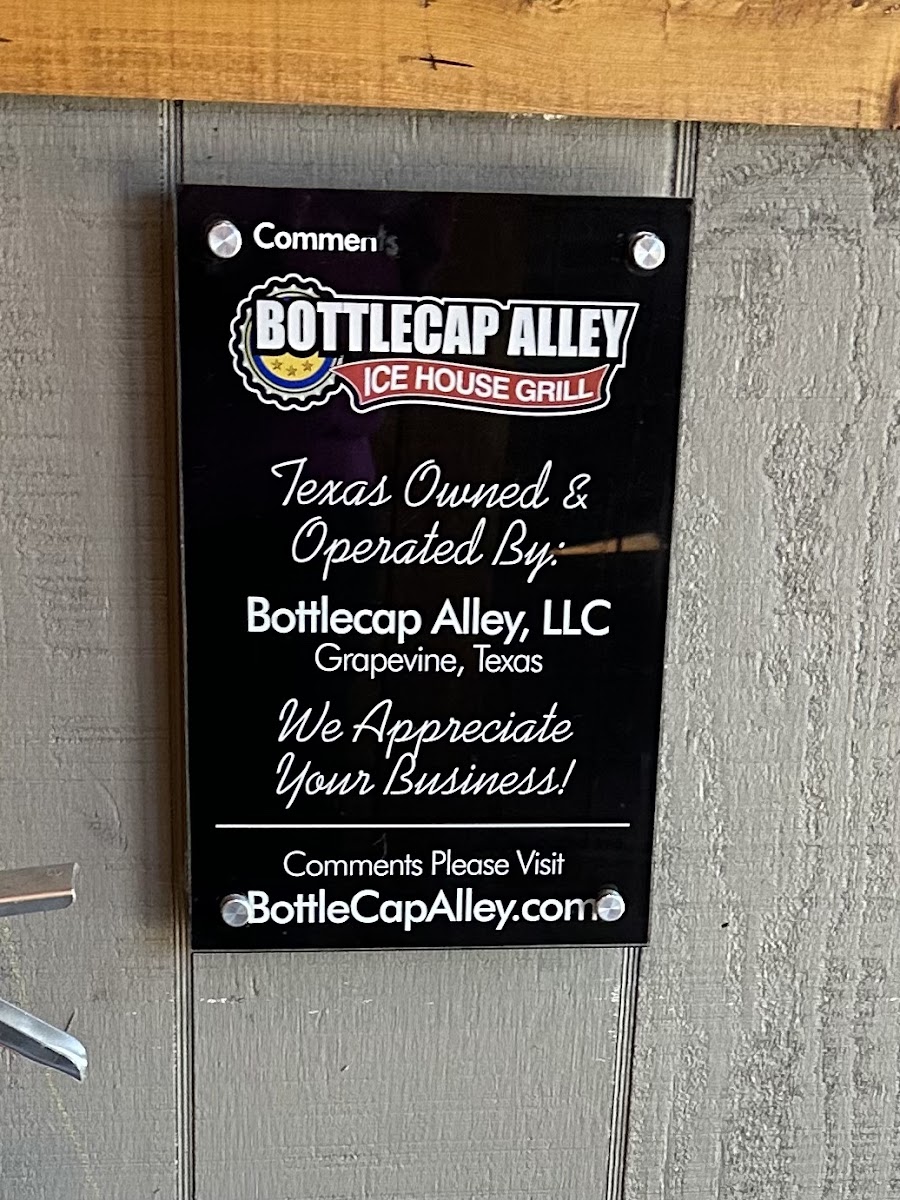 Comments
BOTTLECAP ALLEY
ICE HOUSE GRILL
Texas Owned &
Operated By:
Bottlecap Alley, LLC
Grapevine, Texas
We Appreciate
Your Business!
Comments Please Visit
BottleCapAlley.com